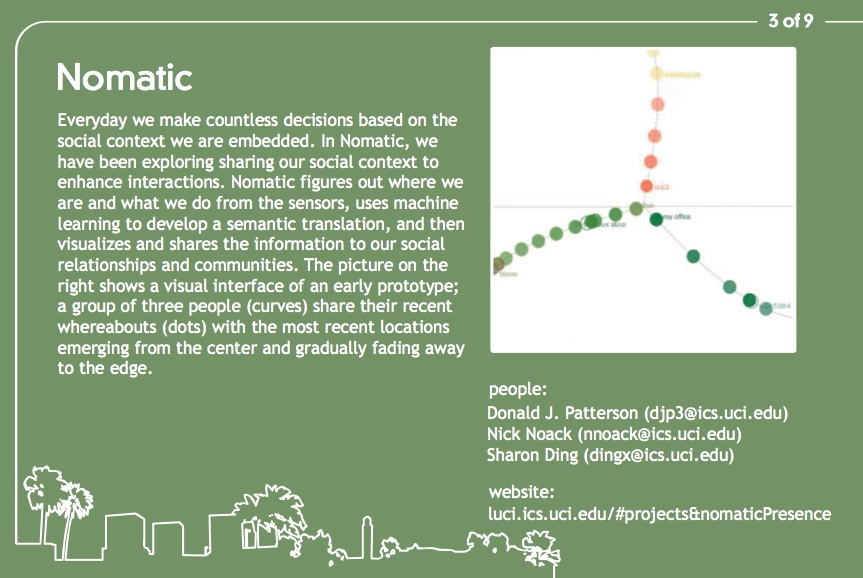 3 of 9
Nomatic
Everyday we make countless decisions based on the
social context we are embedded. In Nomatic, we
have been exploring sharing our social context to
enhance interactions. Nomatic figures out where we
are and what we do from the sensors, uses machine
learning to develop a semantic translation, and then
visualizes and shares the information to our social
relationships and communities. The picture on the
right shows a visual interface of an early prototype;
a group of three people (curves) share their recent
whereabouts (dots) with the most recent locations
emerging from the center and gradually fading away
to the edge.
LUCI
my office
home
5084
people:
Donald J. Patterson (djp3@ics.uci.edu)
Nick Noack (nnoack@ics.uci.edu)
Sharon Ding (dingx@ics.uci.edu)
website:
luci.ics.uci.edu/#projects&nomaticPresence